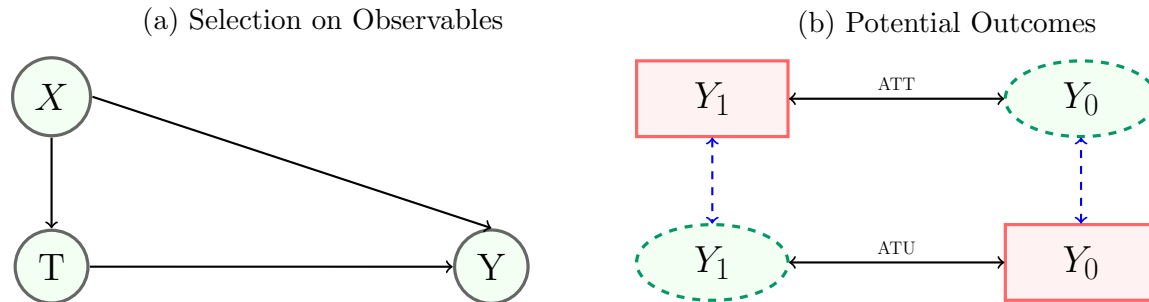 (a) Selection on Observables
X
T
Y
(b) Potential Outcomes
Y₁
ATT
Y₀
Y₁
ATU
Y₀